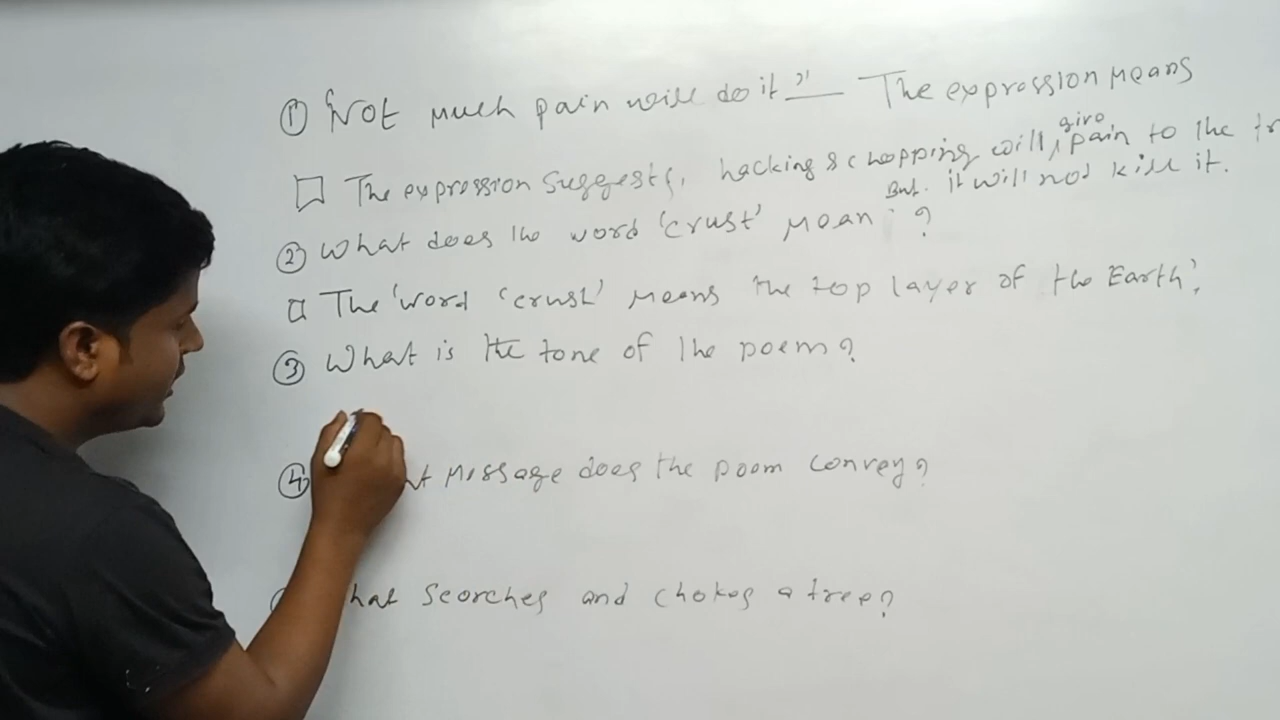 ① "Not much pain will do it" — The expression means
□ The expression suggests, hacking & chopping will give pain to the tr
But it will not kill it.
② What does the word 'crust' mean ?
□ The 'word 'crust' means the top layer of the Earth'.
③ What is the tone of the poem?
④ message does the poem convey?
hat scorches and chokes a tree?